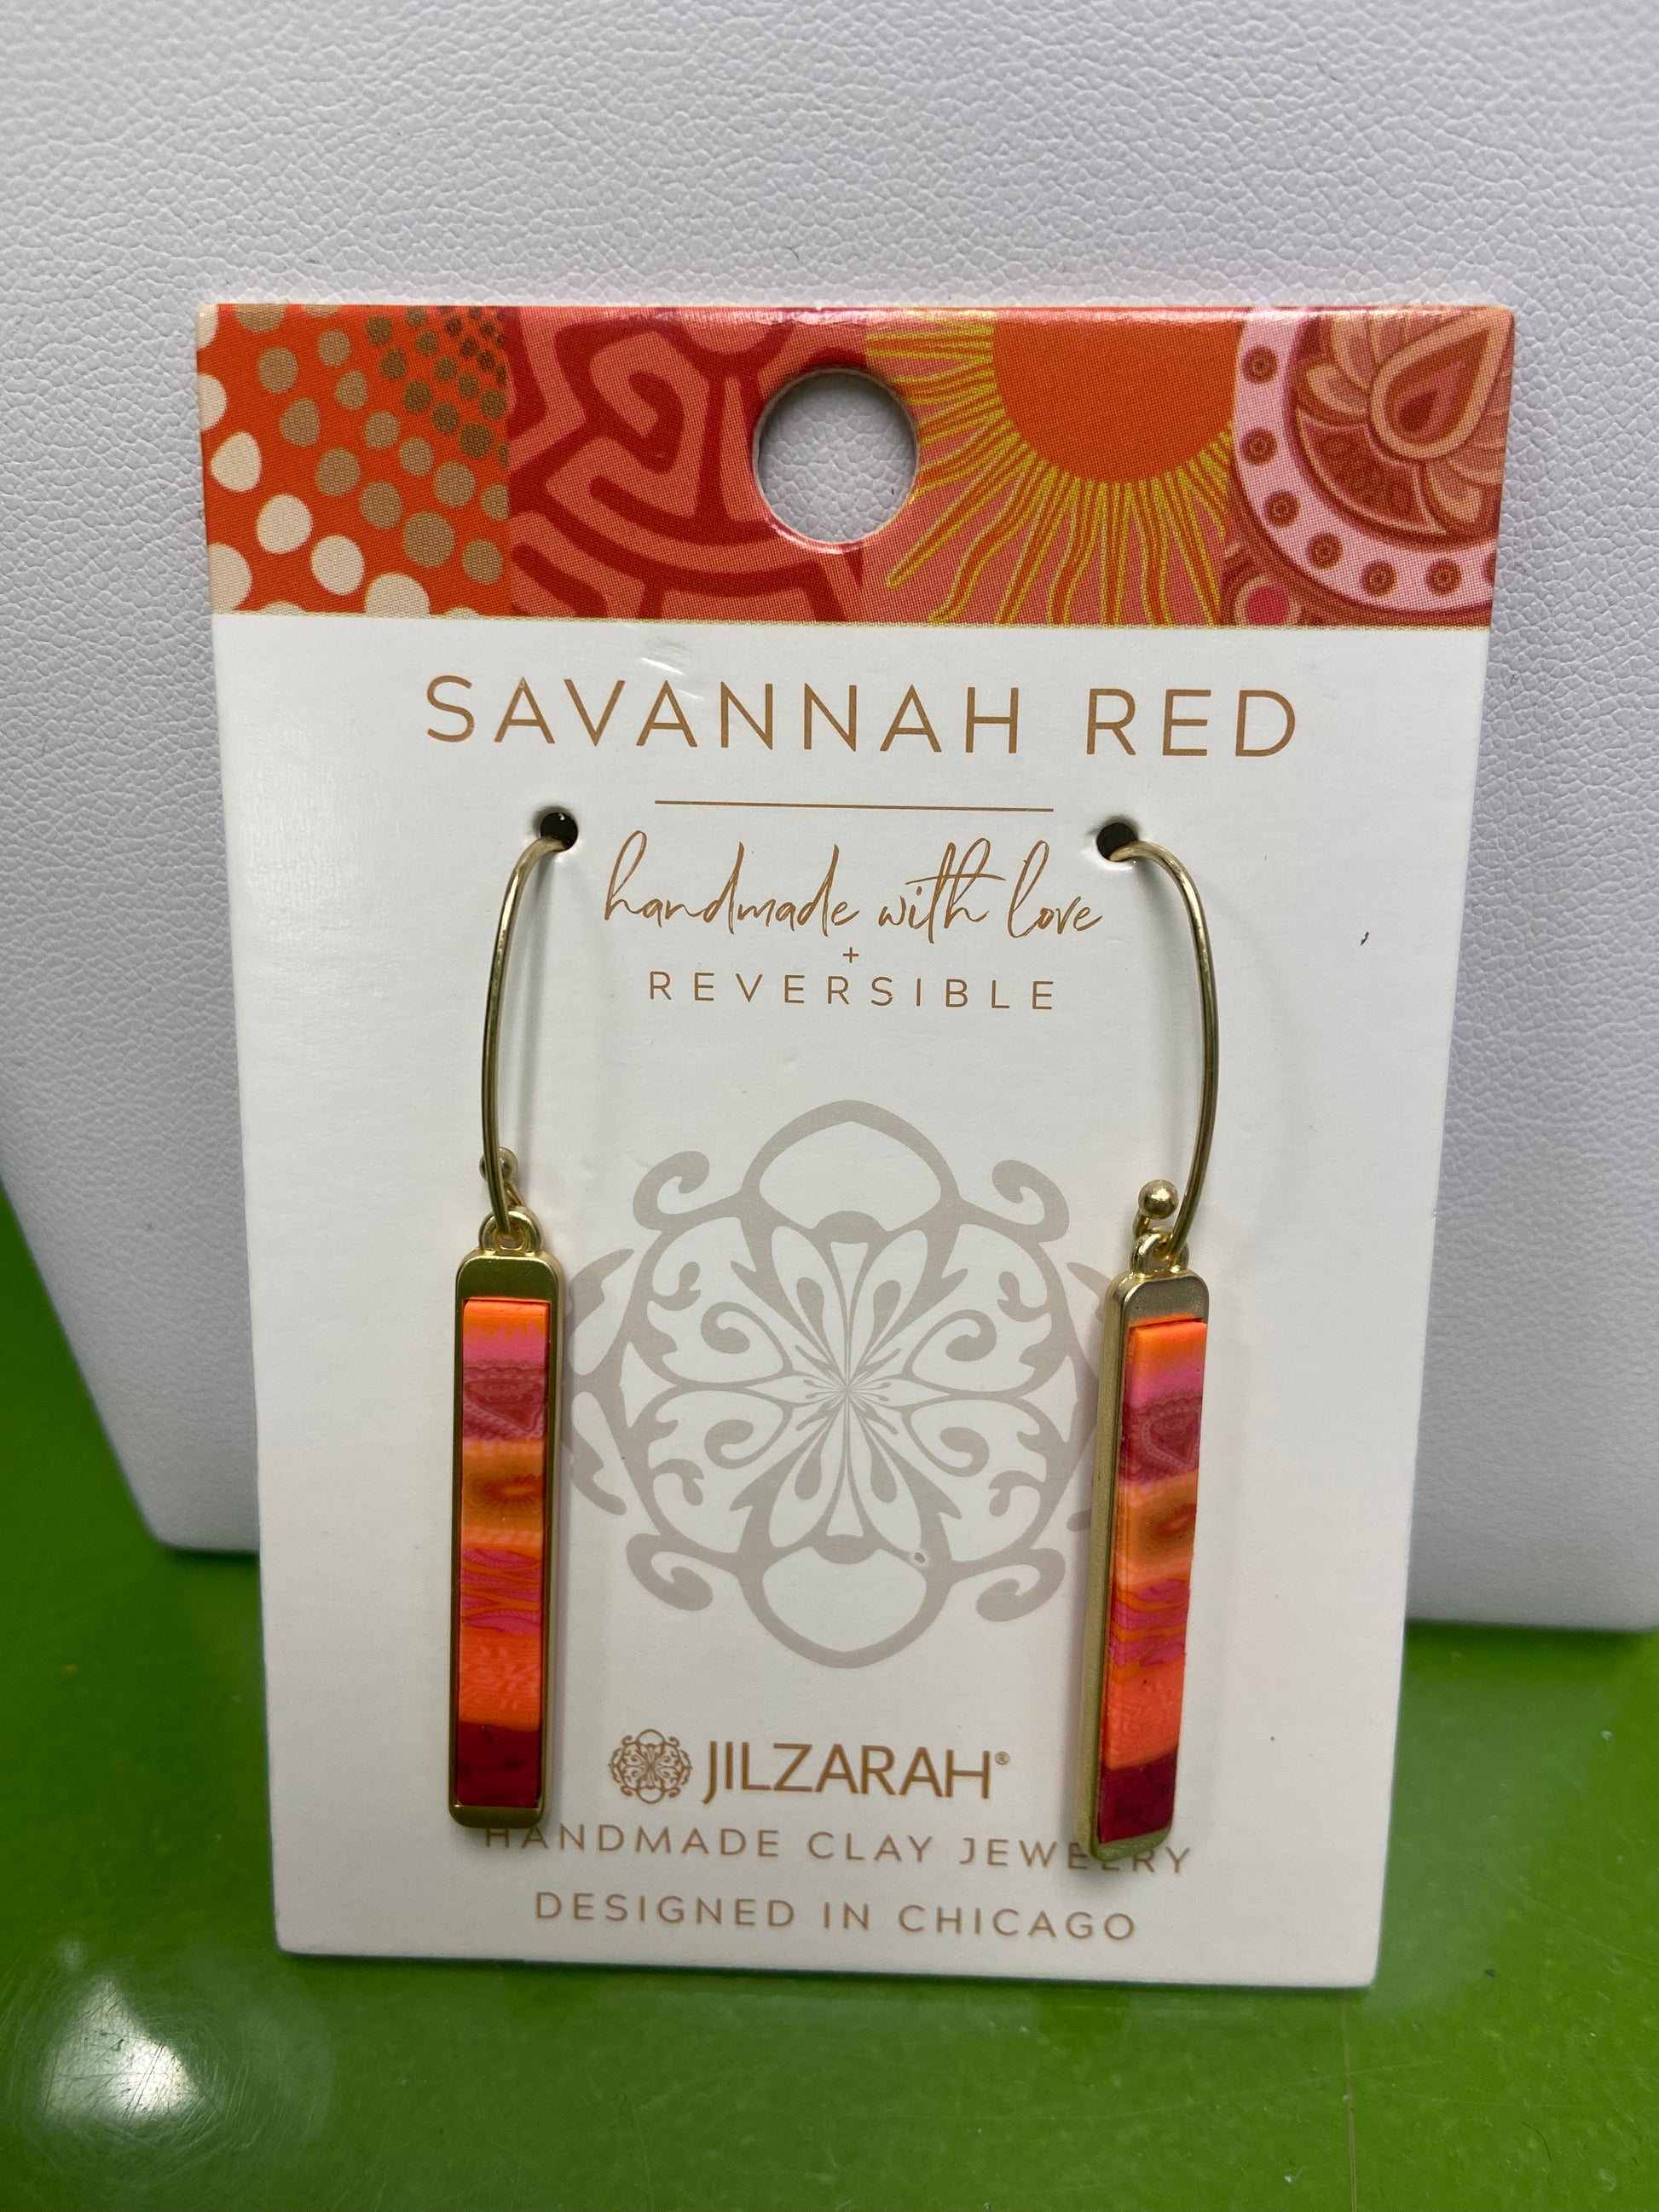 SAVANNAH RED
handmade with love
+
REVERSIBLE
JILZARAH®
HANDMADE CLAY JEWELRY
DESIGNED IN CHICAGO